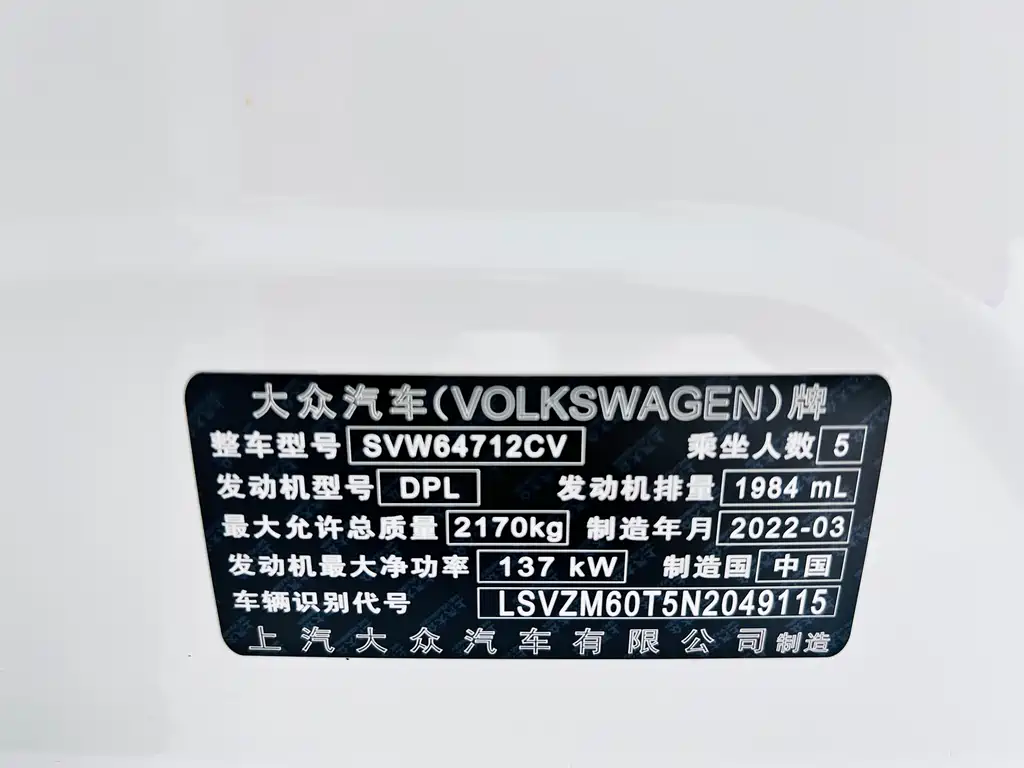 大众汽车(VOLKSWAGEN)牌
整车型号 SVW64712CV 乘坐人数 5
发动机型号 DPL 发动机排量 1984 mL
最大允许总质量 2170kg 制造年月 2022-03
发动机最大净功率 137 kW 制造国 中国
车辆识别代号 LSVZM60T5N2049115
上汽大众汽车有限公司 制造